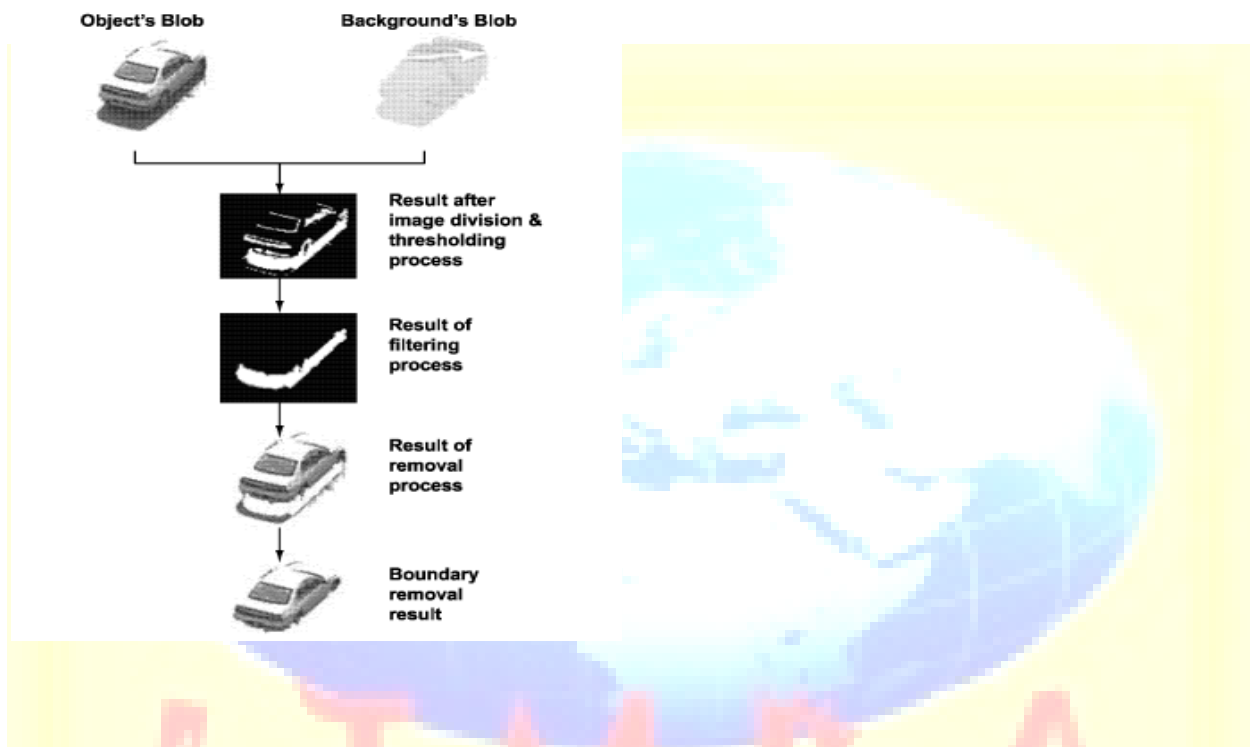 Object's Blob
Background's Blob
Result after
image division &
thresholding
process
Result of
filtering
process
Result of
removal
process
Boundary
removal
result